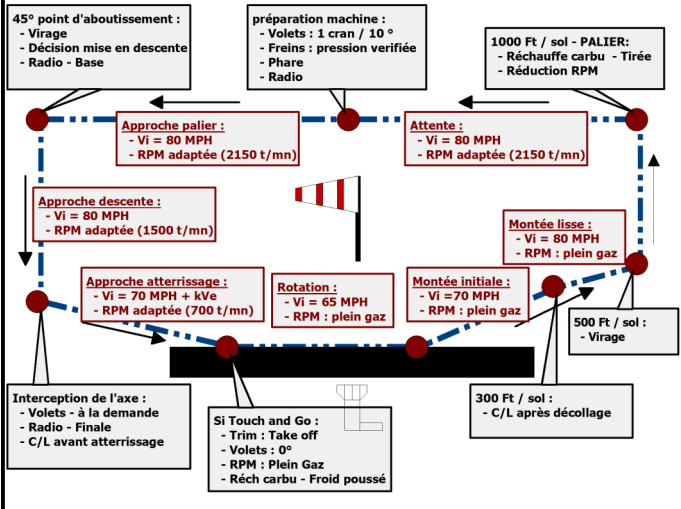 45° point d'aboutissement :
- Virage
- Décision mise en descente
- Radio - Base
préparation machine :
- Volets : 1 cran / 10 °
- Freins : pression verifiée
- Phare
- Radio
1000 Ft / sol - PALIER:
- Réchauffe carbu - Tirée
- Réduction RPM
Approche palier :
- Vi = 80 MPH
- RPM adaptée (2150 t/mn)
Attente :
- Vi = 80 MPH
- RPM adaptée (2150 t/mn)
Approche descente :
- Vi = 80 MPH
- RPM adaptée (1500 t/mn)
Montée lisse :
- Vi = 80 MPH
- RPM : plein gaz
Approche atterrissage :
- Vi = 70 MPH + kVe
- RPM adaptée (700 t/mn)
Rotation :
- Vi = 65 MPH
- RPM : plein gaz
Montée initiale :
- Vi =70 MPH
- RPM : plein gaz
500 Ft / sol :
- Virage
Interception de l'axe :
- Volets - à la demande
- Radio - Finale
- C/L avant atterrissage
Si Touch and Go :
- Trim : Take off
- Volets : 0°
- RPM : Plein Gaz
- Réch carbu - Froid poussé
300 Ft / sol :
- C/L après décollage